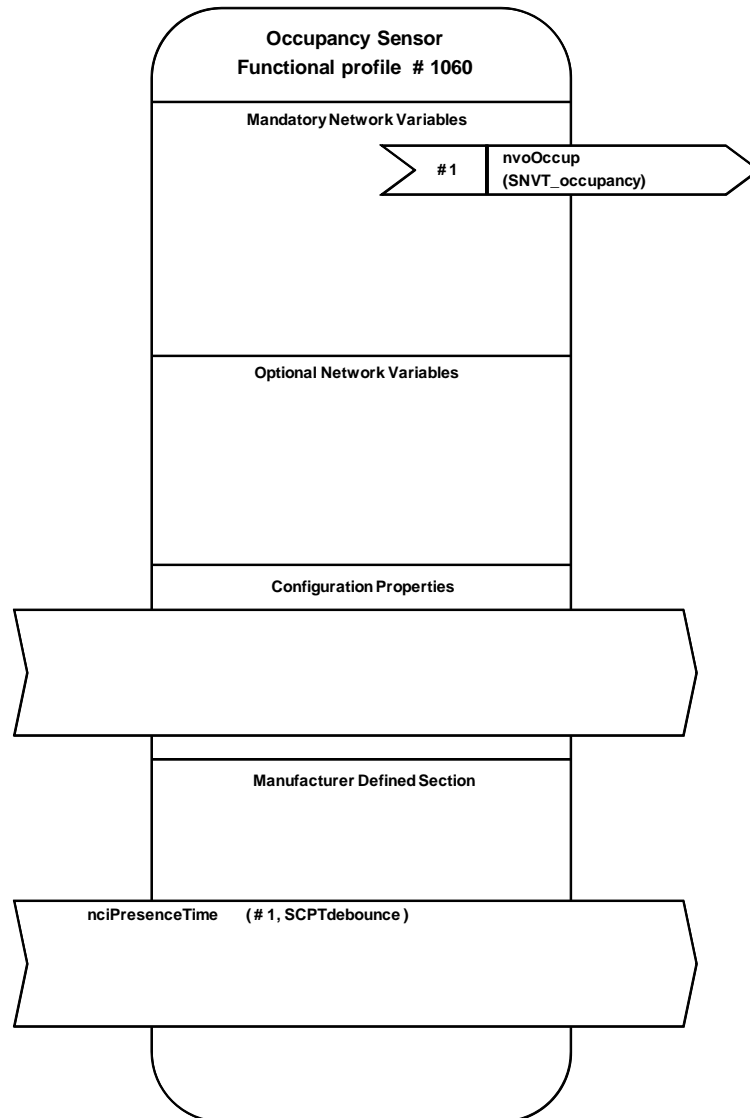 Occupancy Sensor
Functional profile # 1060
Mandatory Network Variables
# 1
nvoOccup
(SNVT_occupancy)
Optional Network Variables
Configuration Properties
Manufacturer Defined Section
nciPresenceTime ( # 1, SCPTdebounce )